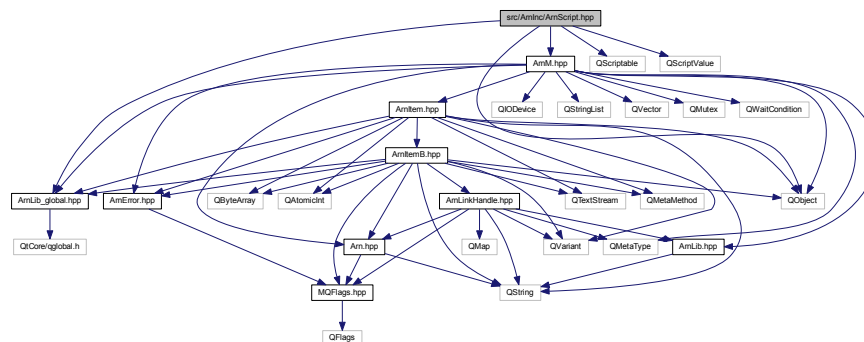 src/ArnInc/ArnScript.hpp
ArnM.hpp
QScriptable
QScriptValue
ArnItem.hpp
QIODevice
QStringList
QVector
QMutex
QWaitCondition
ArnItemB.hpp
ArnLib_global.hpp
ArnError.hpp
QByteArray
QAtomicInt
ArnLinkHandle.hpp
QTextStream
QMetaMethod
QObject
QtCore/qglobal.h
Arn.hpp
QMap
QVariant
QMetaType
ArnLib.hpp
MQFlags.hpp
QString
QFlags